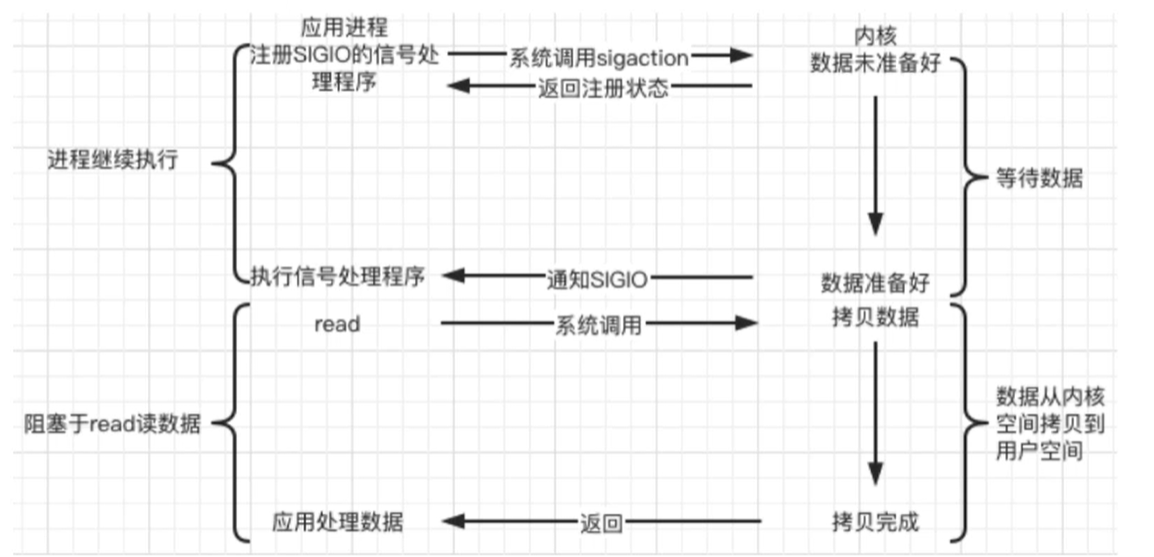 应用进程
注册SIGIO的信号处
理程序
系统调用sigaction
返回注册状态
内核
数据未准备好
进程继续执行
等待数据
执行信号处理程序
通知SIGIO
数据准备好
read
系统调用
拷贝数据
阻塞于read读数据
数据从内核
空间拷贝到
用户空间
应用处理数据
返回
拷贝完成